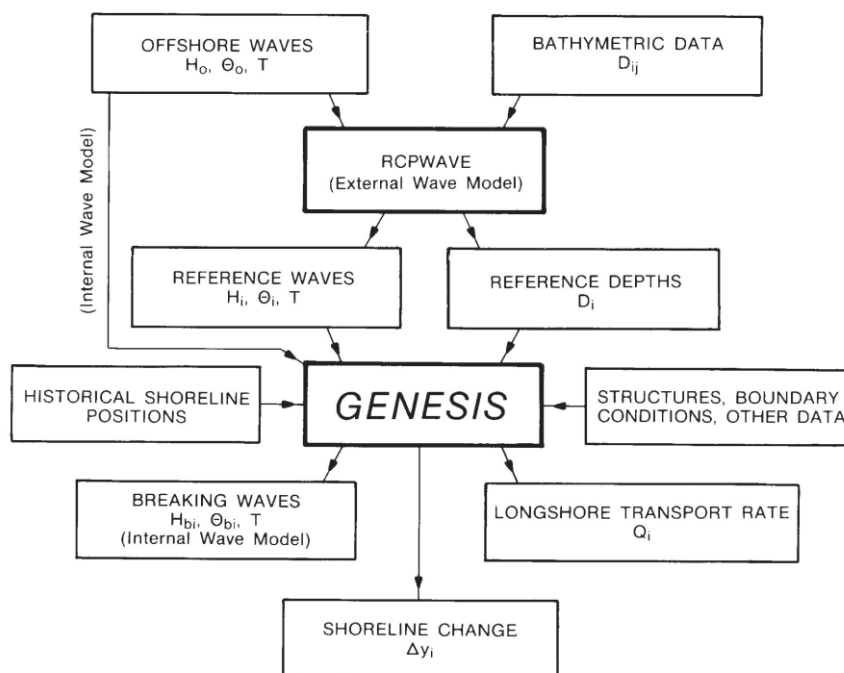 OFFSHORE WAVES
Hₒ, Θₒ, T
BATHYMETRIC DATA
Dᵢⱼ
(Internal Wave Model)
RCPWAVE
(External Wave Model)
REFERENCE WAVES
Hᵢ, Θᵢ, T
REFERENCE DEPTHS
Dᵢ
HISTORICAL SHORELINE
POSITIONS
GENESIS
STRUCTURES, BOUNDARY
CONDITIONS, OTHER DATA
BREAKING WAVES
H_bi, Θ_bi, T
(Internal Wave Model)
LONGSHORE TRANSPORT RATE
Qᵢ
SHORELINE CHANGE
Δyᵢ